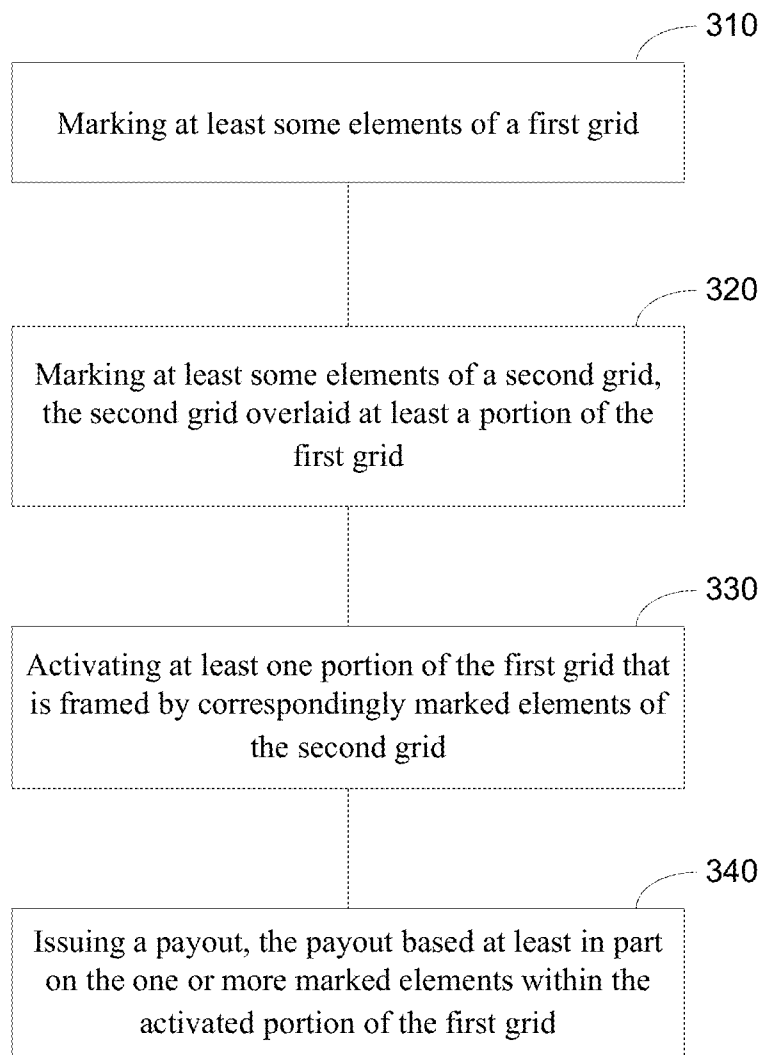 310
Marking at least some elements of a first grid
320
Marking at least some elements of a second grid,
the second grid overlaid at least a portion of the
first grid
330
Activating at least one portion of the first grid that
is framed by correspondingly marked elements of
the second grid
340
Issuing a payout, the payout based at least in part
on the one or more marked elements within the
activated portion of the first grid